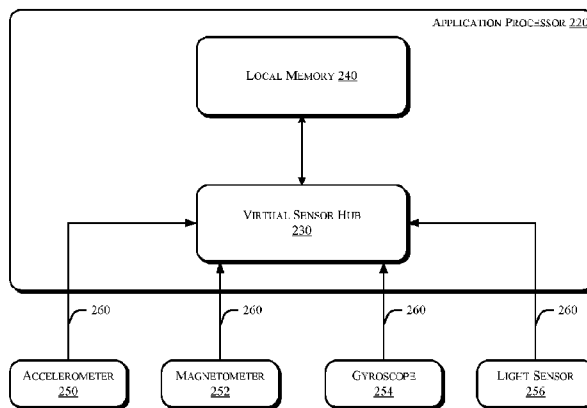 APPLICATION PROCESSOR 220
LOCAL MEMORY 240
VIRTUAL SENSOR HUB
230
260 260 260 260
ACCELEROMETER
250
MAGNETOMETER
252
GYROSCOPE
254
LIGHT SENSOR
256